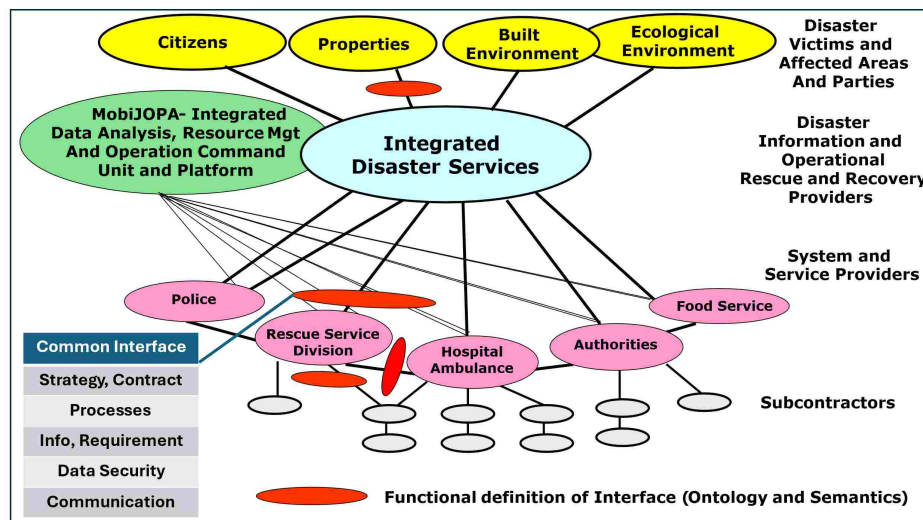 Citizens
Properties
Built
Environment
Ecological
Environment
Disaster
Victims and
Affected Areas
And Parties
MobiJOPA- Integrated
Data Analysis, Resource Mgt
And Operation Command
Unit and Platform
Integrated
Disaster Services
Disaster
Information and
Operational
Rescue and Recovery
Providers
System and
Service Providers
Police
Rescue Service
Division
Hospital
Ambulance
Authorities
Food Service
Common Interface
Strategy, Contract
Processes
Info, Requirement
Data Security
Communication
Subcontractors
Functional definition of Interface (Ontology and Semantics)